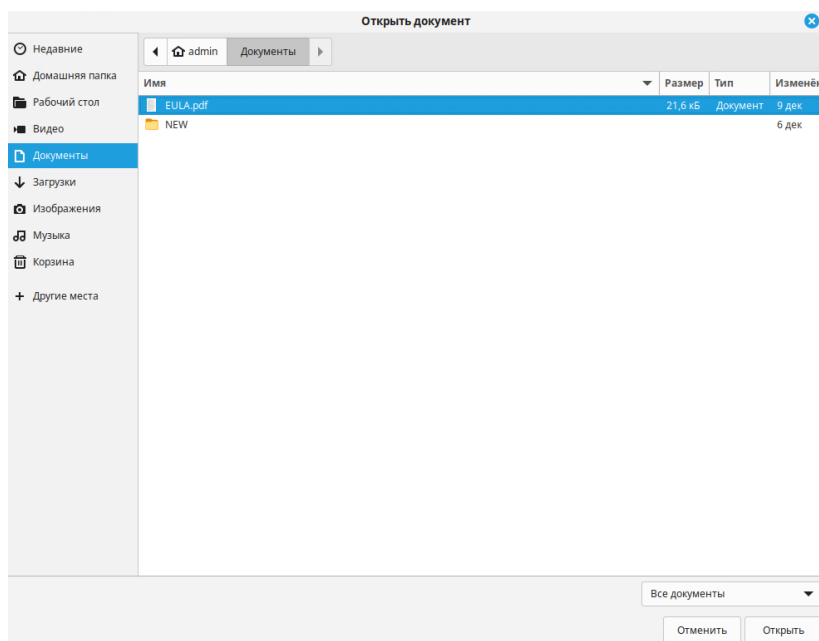 Открыть документ
Недавние
Домашняя папка
Рабочий стол
Видео
Документы
Загрузки
Изображения
Музыка
Корзина
Другие места
admin Документы
Имя Размер Тип Изменён
EULA.pdf 21,6 кБ Документ 9 дек
NEW 6 дек
Все документы
Отменить Открыть